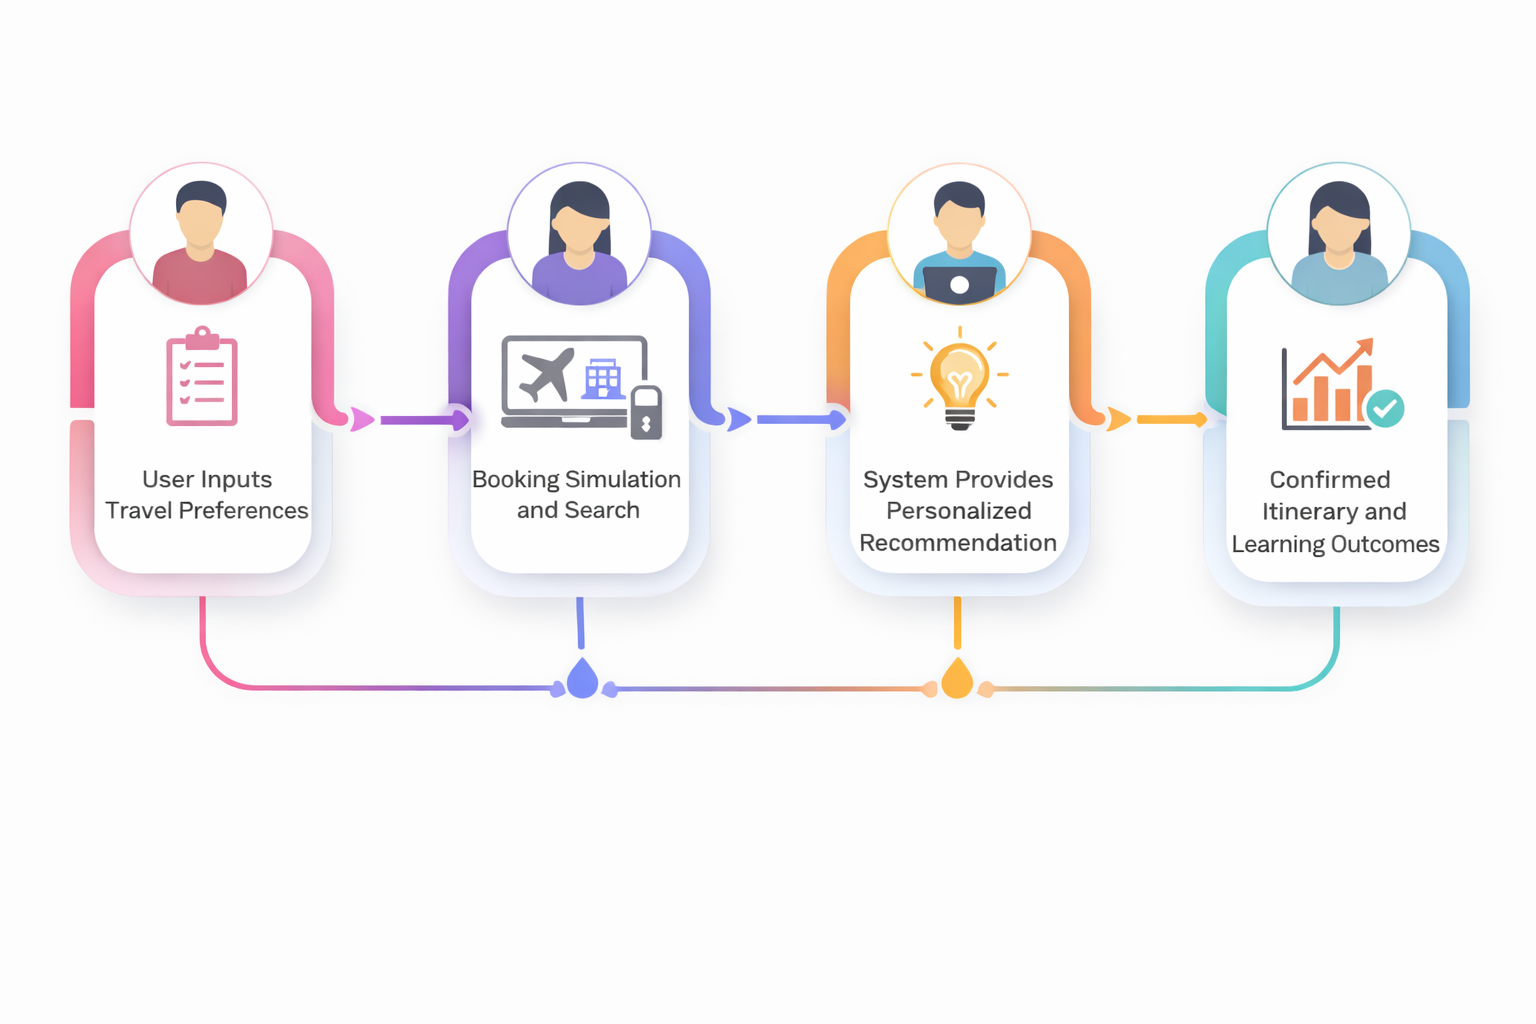 User Inputs
Travel Preferences
Booking Simulation
and Search
System Provides
Personalized
Recommendation
Confirmed
Itinerary and
Learning Outcomes